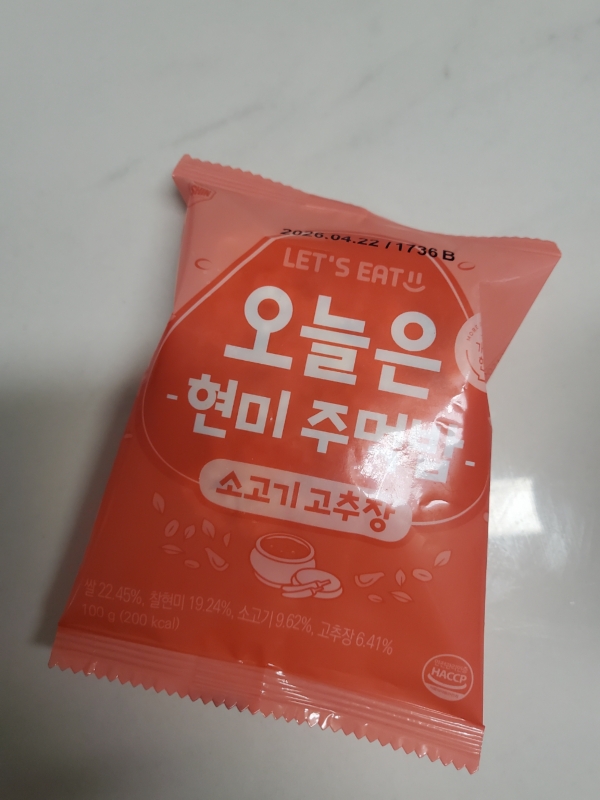 2026.04.22 / 1736 B
LET'S EAT
오늘은
-현미 주먹밥-
소고기 고추장
쌀 22.45%, 찰현미 19.24%, 소고기 9.62%, 고추장 6.41%
100 g (200 kcal)
HACCP